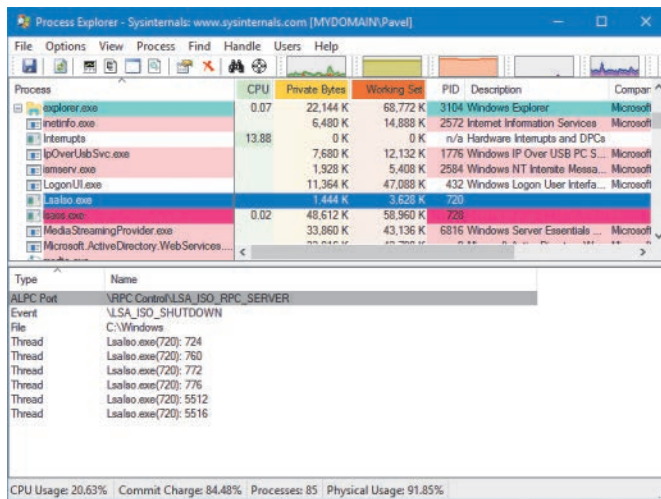 Process Explorer - Sysinternals: www.sysinternals.com [MYDOMAIN\Pavel]
File Options View Process Find Handle Users Help
Process CPU Private Bytes Working Set PID Description Compar
explorer.exe 0.07 22,144 K 68,772 K 3104 Windows Explorer Microsoft
inetinfo.exe 6,480 K 14,888 K 2572 Internet Information Services Microsoft
Interrupts 13.88 0 K 0 K n/a Hardware Interrupts and DPCs
IpOverUsbSvc.exe 7,680 K 12,132 K 1776 Windows IP Over USB PC S... Microsoft
ismserv.exe 1,928 K 5,408 K 2584 Windows NT Intersite Messa... Microsoft
LogonUI.exe 11,364 K 47,088 K 432 Windows Logon User Interfa... Microsoft
LsaIso.exe 1,444 K 3,628 K 720
lsass.exe 0.02 48,612 K 58,960 K 728
MediaStreamingProvider.exe 33,860 K 43,136 K 6816 Windows Server Essentials ... Microsoft
Microsoft.ActiveDirectory.WebServices....
Type Name
ALPC Port \RPC Control\LSA_ISO_RPC_SERVER
Event \LSA_ISO_SHUTDOWN
File C:\Windows
Thread LsaIso.exe(720): 724
Thread LsaIso.exe(720): 760
Thread LsaIso.exe(720): 772
Thread LsaIso.exe(720): 776
Thread LsaIso.exe(720): 5512
Thread LsaIso.exe(720): 5516
CPU Usage: 20.63% Commit Charge: 84.48% Processes: 85 Physical Usage: 91.85%